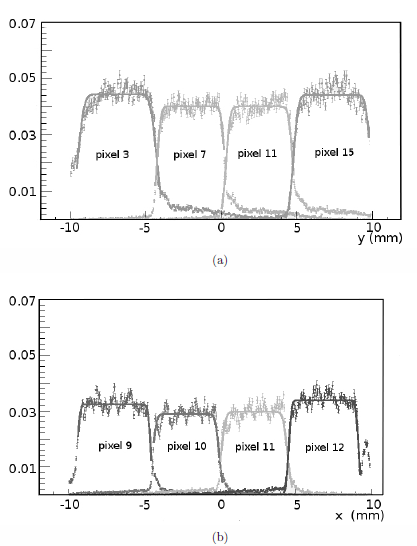 0.07
0.05
0.03
0.01
pixel 3
pixel 7
pixel 11
pixel 15
-10
-5
0
5
10
y (mm)
(a)
0.07
0.05
0.03
0.01
pixel 9
pixel 10
pixel 11
pixel 12
-10
-5
0
5
10
x (mm)
(b)